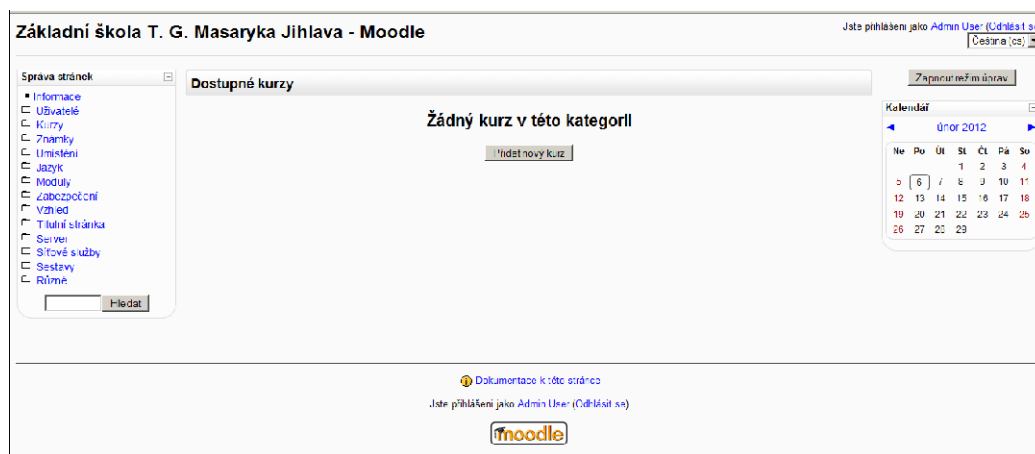 Základní škola T. G. Masaryka Jihlava - Moodle
Jste přihlášeni jako Admin User (Odhlásit se
Čeština (cs)
Správa stránek
Informace
Uživatelé
Kurzy
Známky
Umístění
Jazyk
Moduly
Zabezpečení
Vzhled
Titulní stránka
Server
Síťové služby
Sestavy
Různé
Hledat
Dostupné kurzy
Žádný kurz v této kategorii
Přidat nový kurz
Zapnout režim úprav
Kalendář
únor 2012
Ne Po Út St Čt Pá So
1 2 3 4
5 6 7 8 9 10 11
12 13 14 15 16 17 18
19 20 21 22 23 24 25
26 27 28 29
Dokumentace k této stránce
Jste přihlášeni jako Admin User (Odhlásit se)
moodle